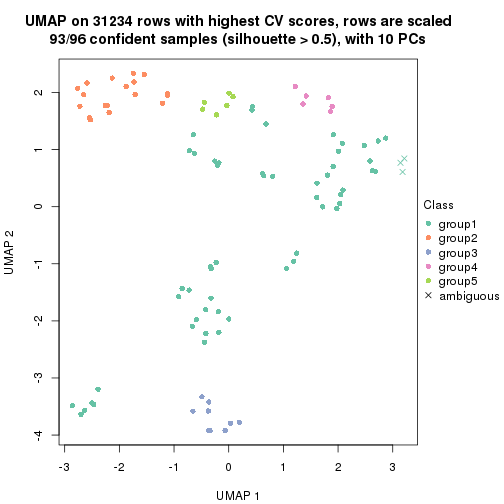 UMAP on 31234 rows with highest CV scores, rows are scaled
93/96 confident samples (silhouette > 0.5), with 10 PCs
2
1
0
-1
-2
-3
-4
UMAP 2
-3
-2
-1
0
1
2
3
UMAP 1
Class
group1
group2
group3
group4
group5
ambiguous